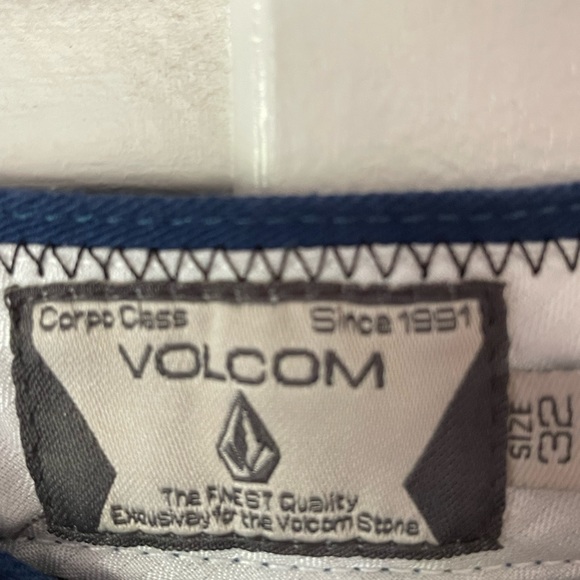 Corpo Class Since 1991
VOLCOM
The FINEST Quality
Exclusively for the Volcom Stone
SIZE
32